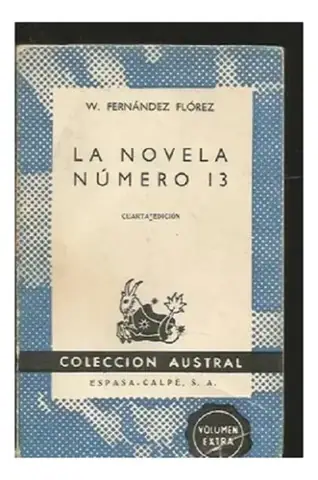 W. FERNÁNDEZ FLÓREZ
LA NOVELA
NÚMERO 13
CUARTA EDICIÓN
COLECCION AUSTRAL
ESPASA-CALPE, S. A.
VOLUMEN
EXTRA